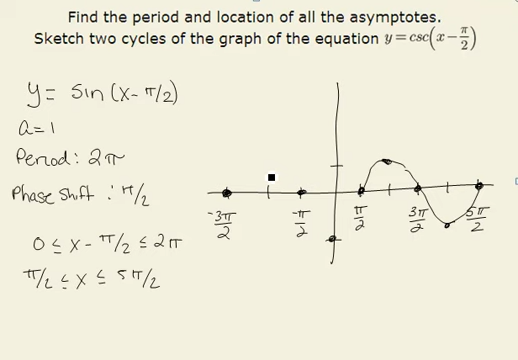 Find the period and location of all the asymptotes.
Sketch two cycles of the graph of the equation y=csc(x-π/2)
y= sin (x-π/2)
a=1
Period: 2π
Phase shift: π/2
0 ≤ x-π/2 ≤ 2π
π/2 ≤ x ≤ 5π/2
-3π/2 -π/2 π/2 3π/2 5π/2